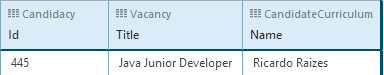 Candidacy Vacancy CandidateCurriculum
Id Title Name
445 Java Junior Developer Ricardo Raizes